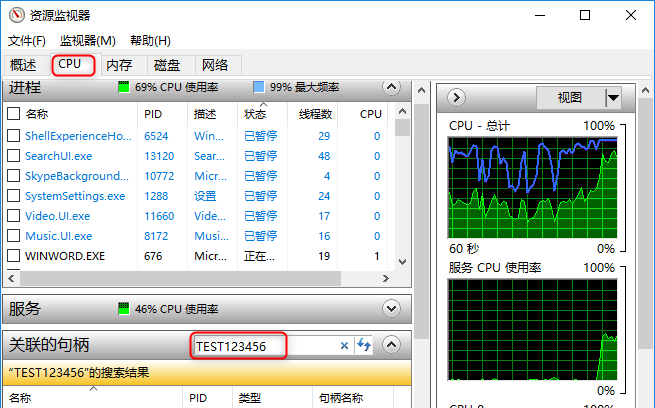 资源监视器
文件(F) 监视器(M) 帮助(H)
概述 CPU 内存 磁盘 网络
进程 69% CPU 使用率 99% 最大频率
名称 PID 描述 状态 线程数 CPU
ShellExperienceHo... 6524 Win... 已暂停 29 0
SearchUI.exe 13120 Sear... 已暂停 48 0
SkypeBackground... 10772 Micr... 已暂停 4 0
SystemSettings.exe 1288 设置 已暂停 24 0
Video.UI.exe 11660 Vide... 已暂停 17 0
Music.UI.exe 8172 Musi... 已暂停 16 0
WINWORD.EXE 676 Micr... 正在... 19 1
服务 46% CPU 使用率
关联的句柄 TEST123456
“TEST123456”的搜索结果
名称 PID 类型 句柄名称
视图
CPU - 总计 100%
60 秒 0%
服务 CPU 使用率 100%
0%
CPU 0 100%